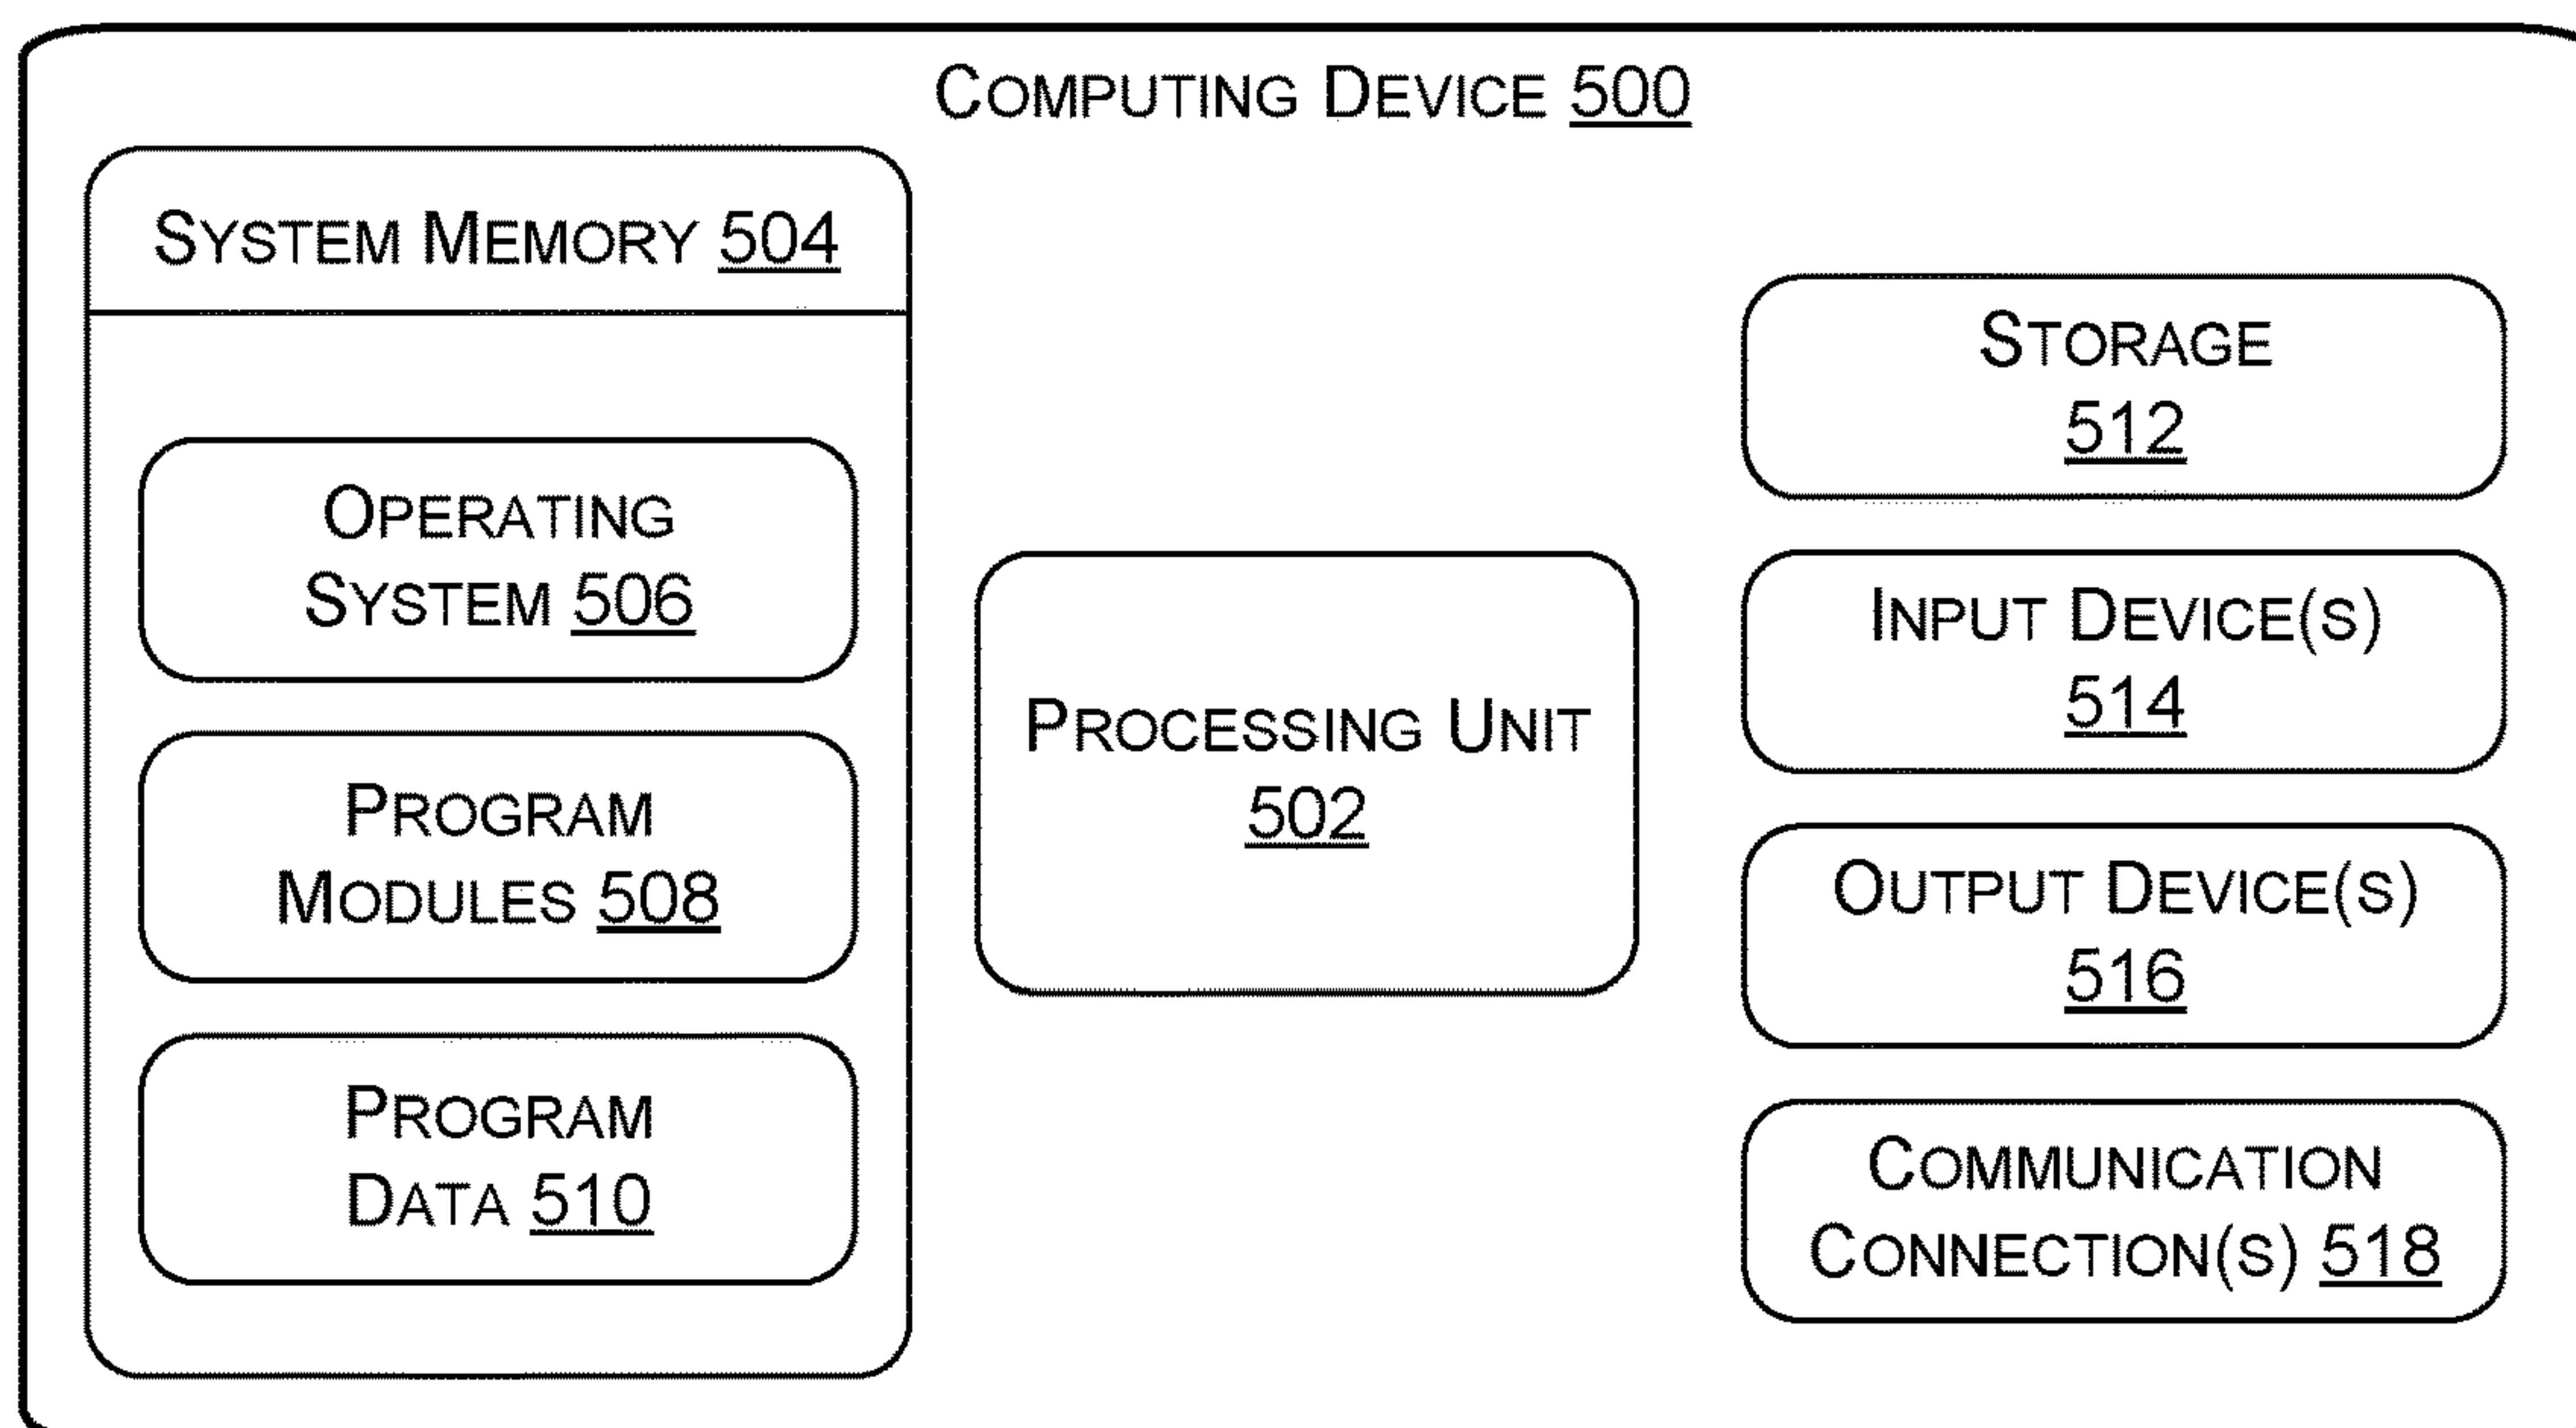 COMPUTING DEVICE 500
SYSTEM MEMORY 504
OPERATING
SYSTEM 506
PROGRAM
MODULES 508
PROGRAM
DATA 510
PROCESSING UNIT
502
STORAGE
512
INPUT DEVICE(S)
514
OUTPUT DEVICE(S)
516
COMMUNICATION
CONNECTION(S) 518